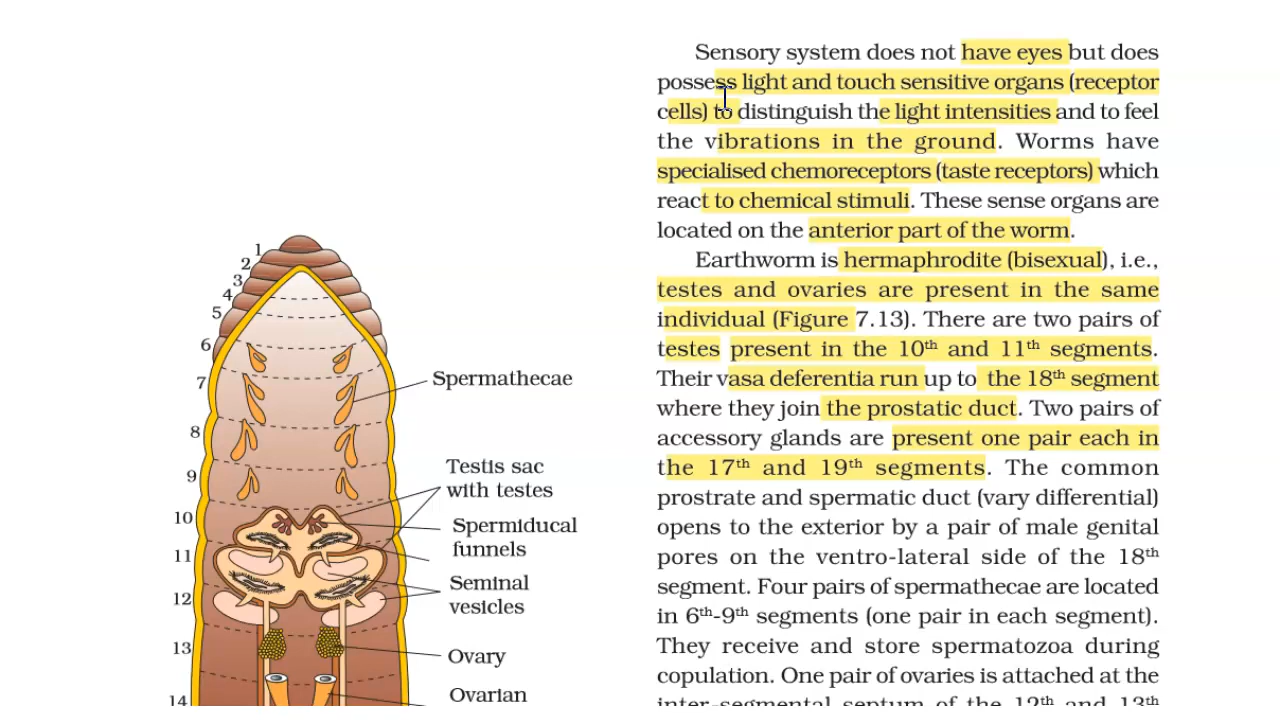 Sensory system does not have eyes but does
possess light and touch sensitive organs (receptor
cells) to distinguish the light intensities and to feel
the vibrations in the ground. Worms have
specialised chemoreceptors (taste receptors) which
react to chemical stimuli. These sense organs are
located on the anterior part of the worm.
Earthworm is hermaphrodite (bisexual), i.e.,
testes and ovaries are present in the same
individual (Figure 7.13). There are two pairs of
testes present in the 10th and 11th segments.
Their vasa deferentia run up to the 18th segment
where they join the prostatic duct. Two pairs of
accessory glands are present one pair each in
the 17th and 19th segments. The common
prostrate and spermatic duct (vary differential)
opens to the exterior by a pair of male genital
pores on the ventro-lateral side of the 18th
segment. Four pairs of spermathecae are located
in 6th-9th segments (one pair in each segment).
They receive and store spermatozoa during
copulation. One pair of ovaries is attached at the
inter-segmental septum of the 12th and 13th
1
2
3
4
5
6
7
8
9
10
11
12
13
14
Spermathecae
Testis sac
with testes
Spermiducal
funnels
Seminal
vesicles
Ovary
Ovarian